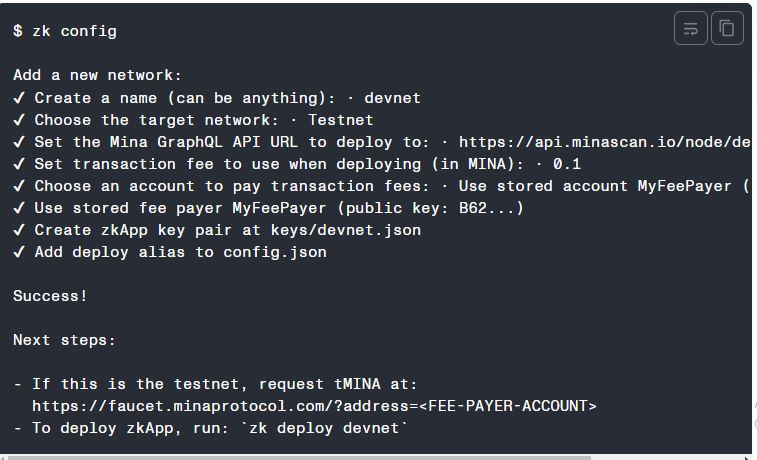 $ zk config
Add a new network:
✔ Create a name (can be anything): · devnet
✔ Choose the target network: · Testnet
✔ Set the Mina GraphQL API URL to deploy to: · https://api.minascan.io/node/de
✔ Set transaction fee to use when deploying (in MINA): · 0.1
✔ Choose an account to pay transaction fees: · Use stored account MyFeePayer (
✔ Use stored fee payer MyFeePayer (public key: B62...)
✔ Create zkApp key pair at keys/devnet.json
✔ Add deploy alias to config.json
Success!
Next steps:
- If this is the testnet, request tMINA at:
https://faucet.minaprotocol.com/?address=<FEE-PAYER-ACCOUNT>
- To deploy zkApp, run: `zk deploy devnet`